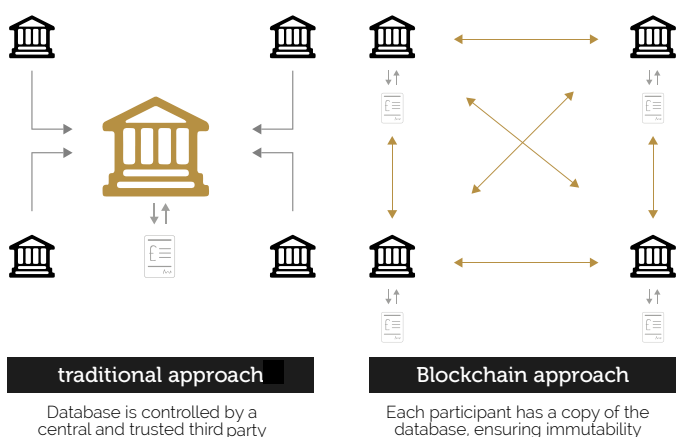 £
£
£
£
£
traditional approach
Database is controlled by a
central and trusted third party
Blockchain approach
Each participant has a copy of the
database, ensuring immutability